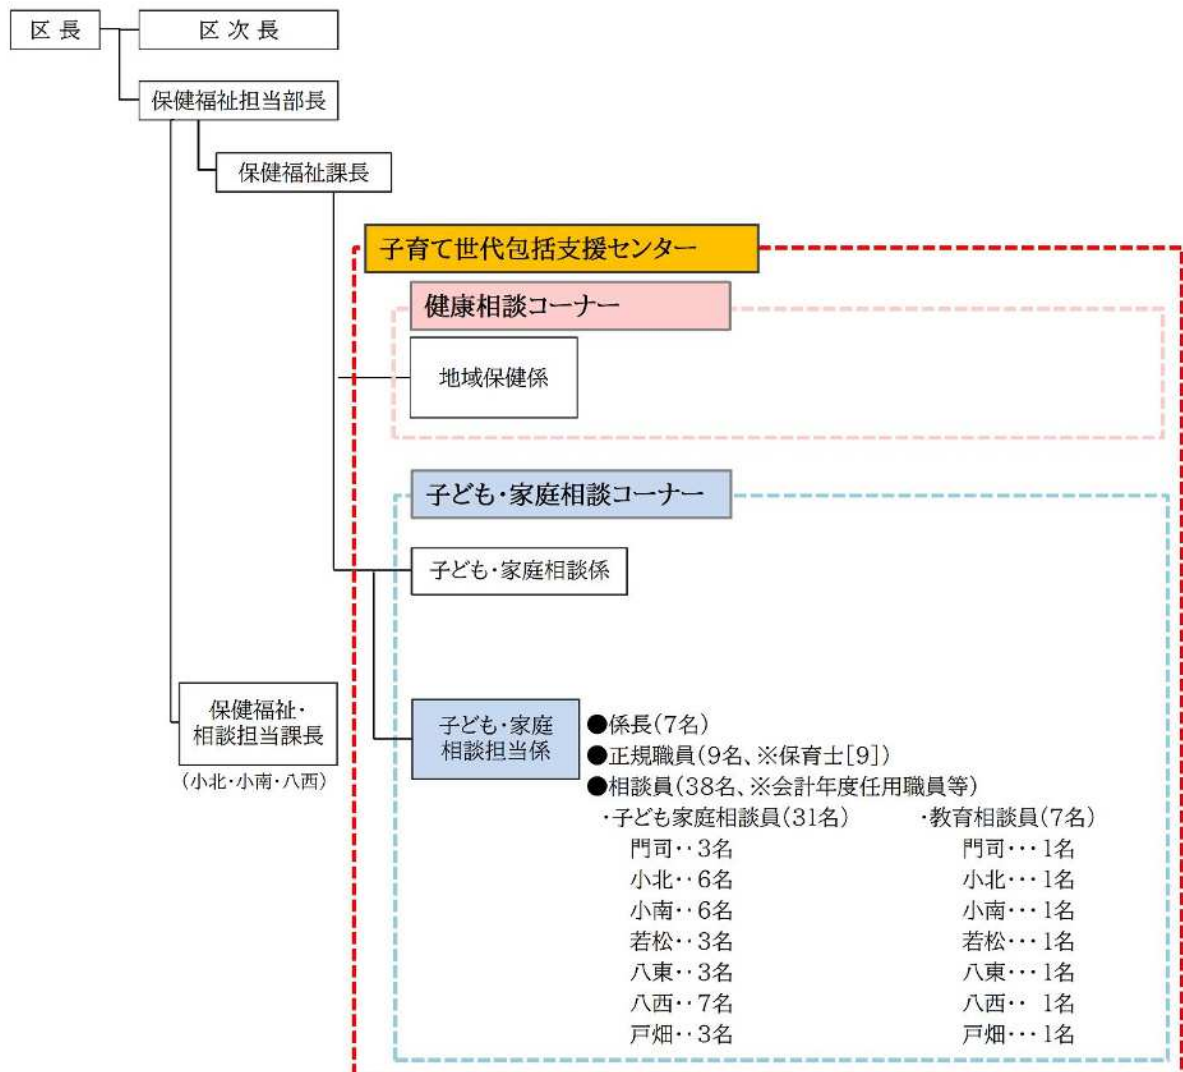 区 長
区 次 長
保健福祉担当部長
保健福祉課長
子育て世代包括支援センター
健康相談コーナー
地域保健係
子ども・家庭相談コーナー
子ども・家庭相談係
保健福祉・
相談担当課長
(小北・小南・八西)
子ども・家庭
相談担当係
●係長(7名)
●正規職員(9名、※保育士[9])
●相談員(38名、※会計年度任用職員等)
・子ども家庭相談員(31名)
門司‥3名
小北‥6名
小南‥6名
若松‥3名
八東‥3名
八西‥7名
戸畑‥3名
・教育相談員(7名)
門司･･･1名
小北･･･1名
小南･･･1名
若松･･･1名
八東･･･1名
八西‥ 1名
戸畑･･･1名